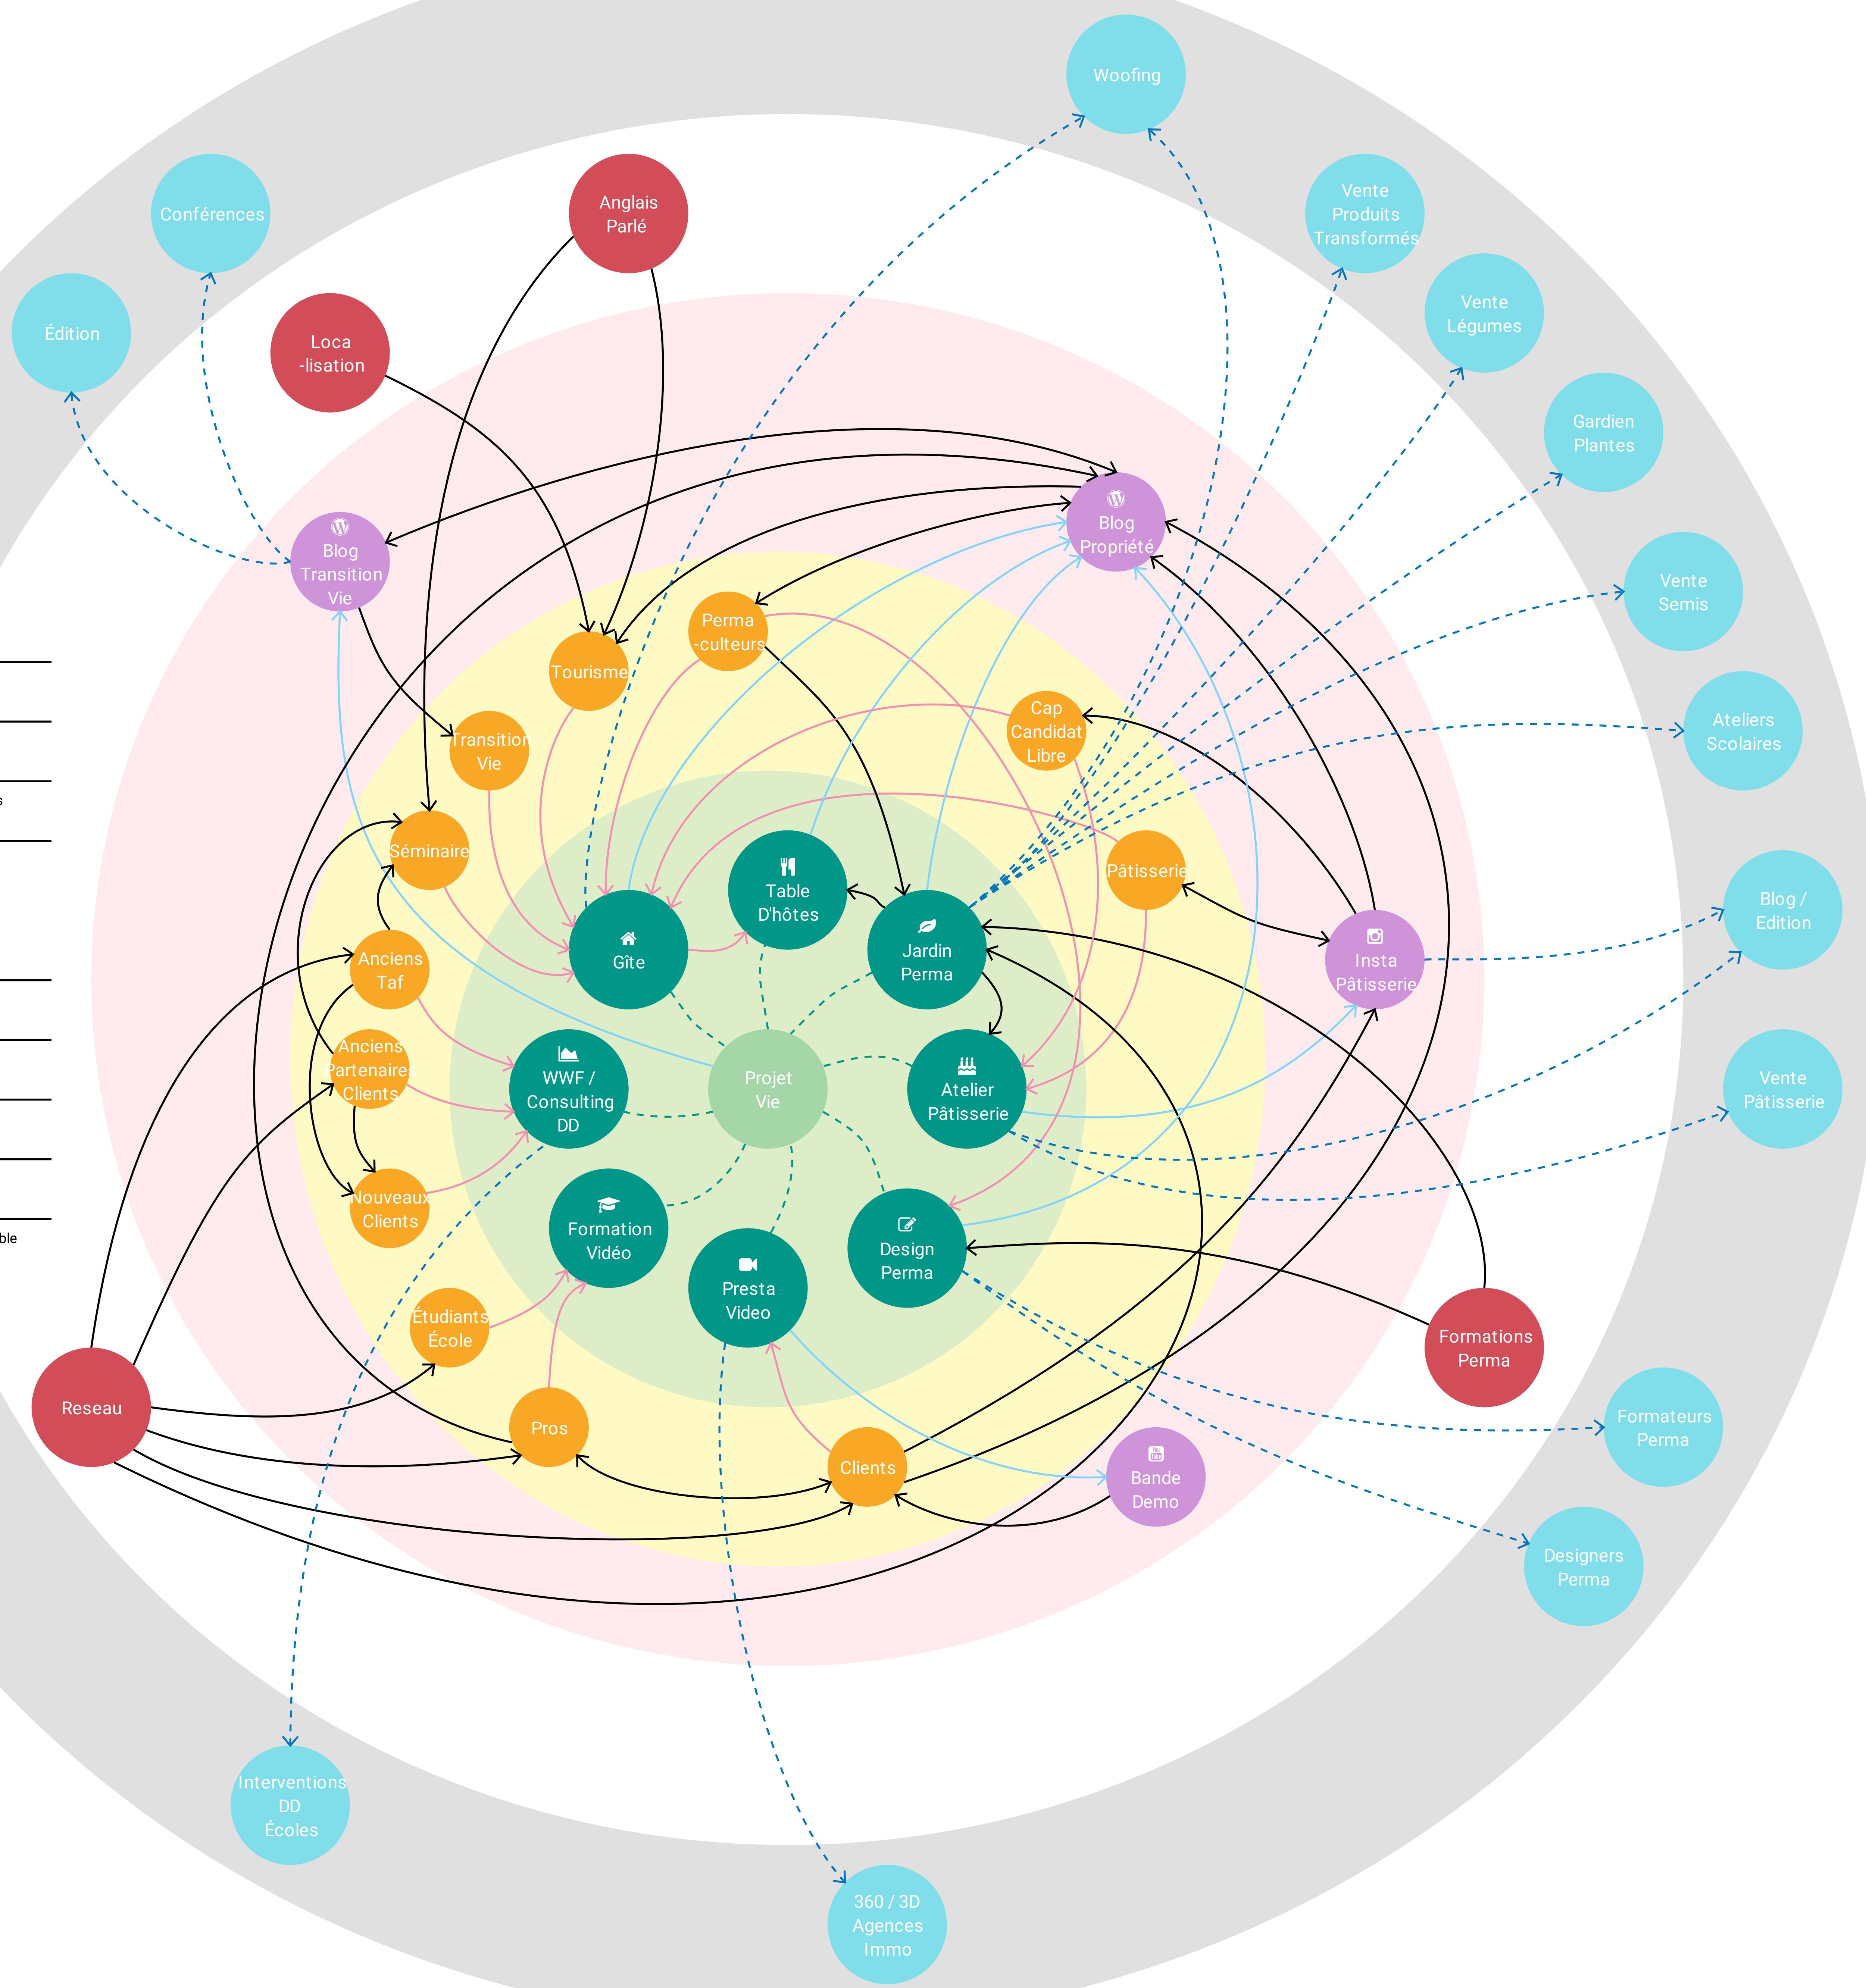 Woofing
Conférences
Anglais
Parlé
Vente
Produits
Transformés
Édition
Loca
-lisation
Vente
Légumes
Gardien
Plantes
Blog
Transition
Vie
Blog
Propriété
Vente
Semis
Perma
-culteurs
Tourisme
Transition
Vie
Cap
Candidat
Libre
Ateliers
Scolaires
s
Séminaire
Pâtisserie
Table
D'hôtes
Blog /
Edition
Anciens
Taf
Gîte
Jardin
Perma
Insta
Pâtisserie
Anciens
Partenaires
Clients
WWF /
Consulting
DD
Projet
Vie
Atelier
Pâtisserie
Vente
Pâtisserie
Nouveaux
Clients
Formation
Vidéo
Design
Perma
ble
Presta
Video
Étudiants
École
Formations
Perma
Reseau
Pros
Clients
You
Tube
Bande
Demo
Formateurs
Perma
Designers
Perma
Interventions
DD
Écoles
360 / 3D
Agences
Immo